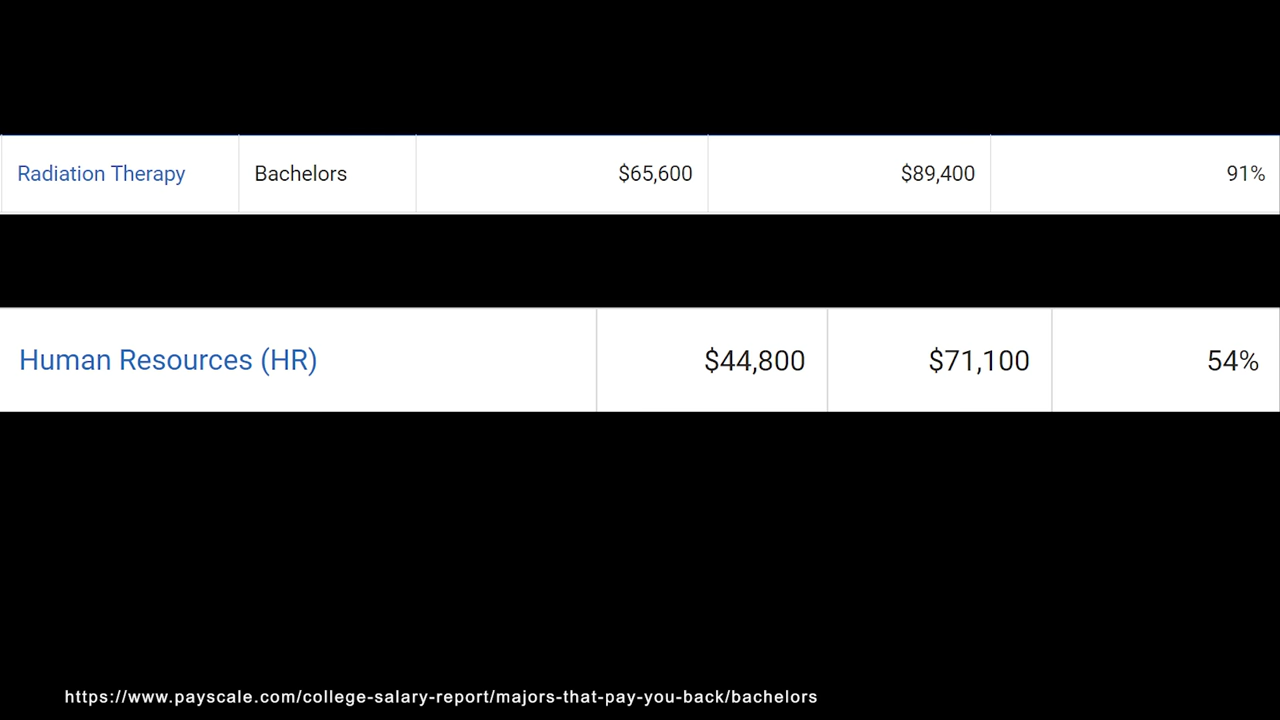 Radiation Therapy Bachelors $65,600 $89,400 91%
Human Resources (HR) $44,800 $71,100 54%
https://www.payscale.com/college-salary-report/majors-that-pay-you-back/bachelors